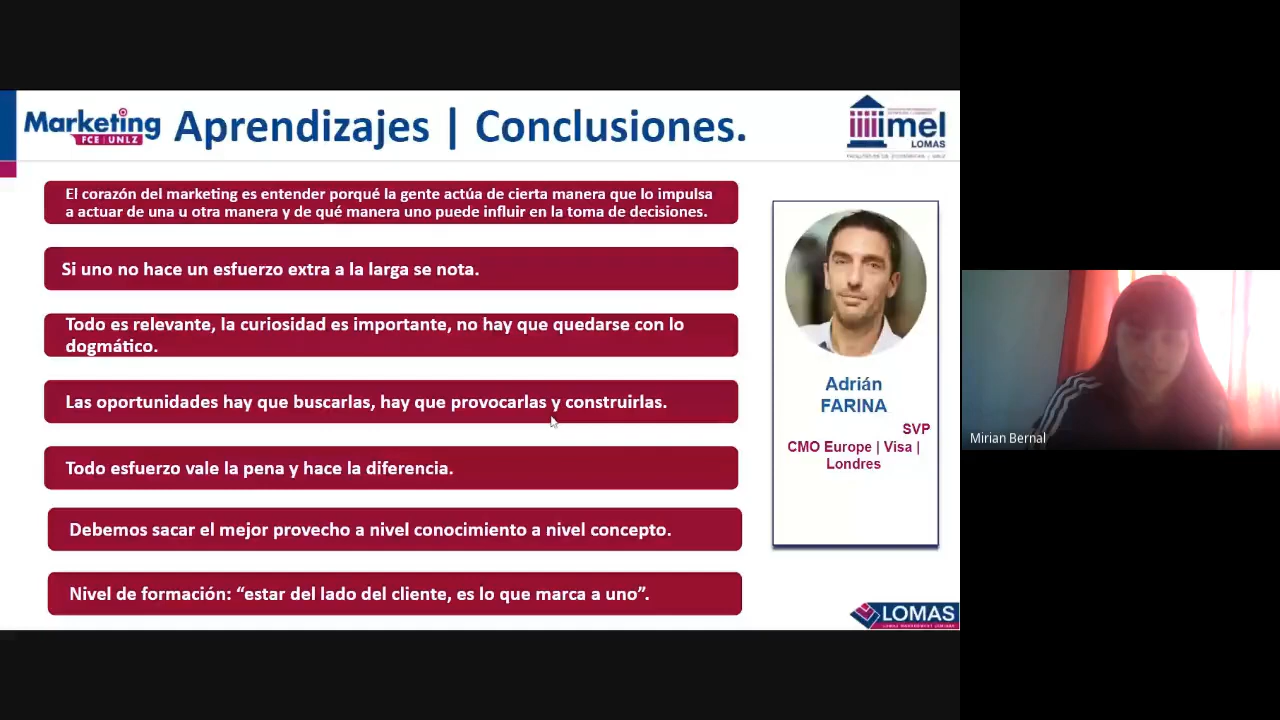 Marketing
FCE | UNLZ
Aprendizajes | Conclusiones.
imel
LOMAS
El corazón del marketing es entender porqué la gente actúa de cierta manera que lo impulsa
a actuar de una u otra manera y de qué manera uno puede influir en la toma de decisiones.
Si uno no hace un esfuerzo extra a la larga se nota.
Todo es relevante, la curiosidad es importante, no hay que quedarse con lo
dogmático.
Las oportunidades hay que buscarlas, hay que provocarlas y construirlas.
Todo esfuerzo vale la pena y hace la diferencia.
Debemos sacar el mejor provecho a nivel conocimiento a nivel concepto.
Nivel de formación: “estar del lado del cliente, es lo que marca a uno”.
Adrián
FARINA
SVP
CMO Europe | Visa |
Londres
LOMAS
Mirian Bernal